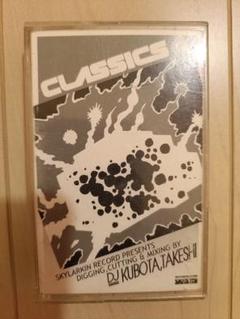 CLASSICS
SKYLARKIN RECORD PRESENTS
DIGGING, CUTTING & MIXING BY
DJ KUBOTA,TAKESHI